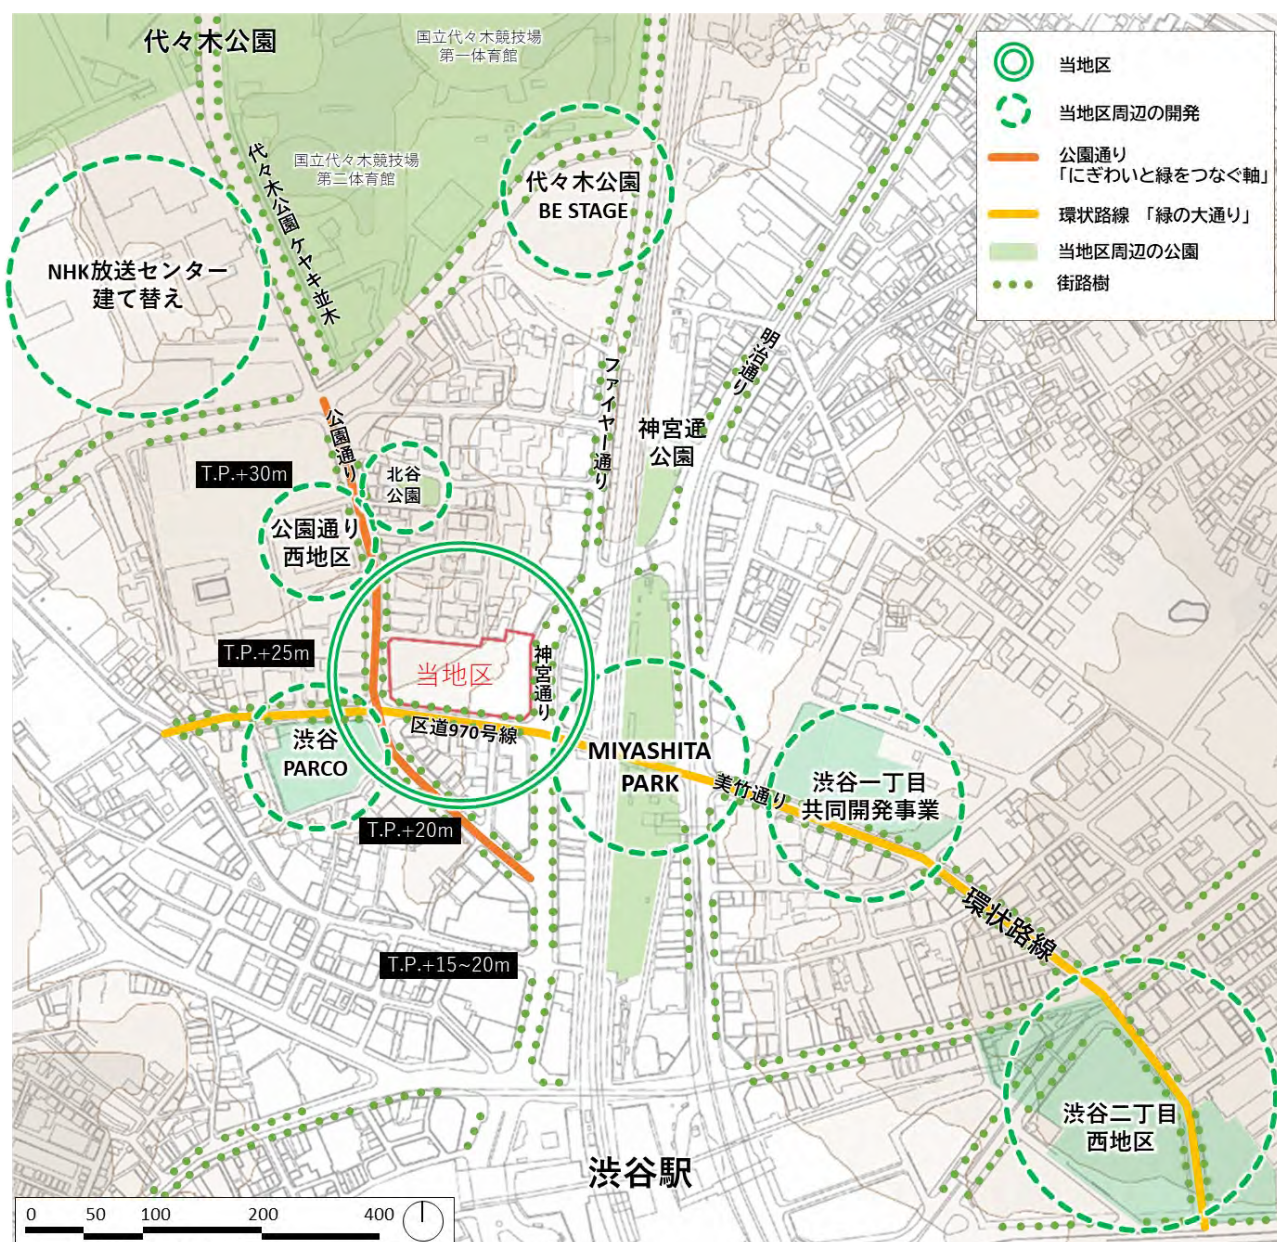 代々木公園
国立代々木競技場
第一体育館
当地区
当地区周辺の開発
公園通り
「にぎわいと緑をつなぐ軸」
環状路線 「緑の大通り」
当地区周辺の公園
街路樹
国立代々木競技場
第二体育館
代々木公園 ケヤキ並木
代々木公園
BE STAGE
NHK放送センター
建て替え
ファイヤー通り
明治通り
公園通り
神宮通
公園
T.P.+30m
北谷
公園
公園通り
西地区
T.P.+25m
当地区
神宮通り
区道970号線
渋谷
PARCO
MIYASHITA
PARK
美竹通り
渋谷一丁目
共同開発事業
T.P.+20m
環状路線
T.P.+15~20m
渋谷二丁目
西地区
渋谷駅
0 50 100 200 400